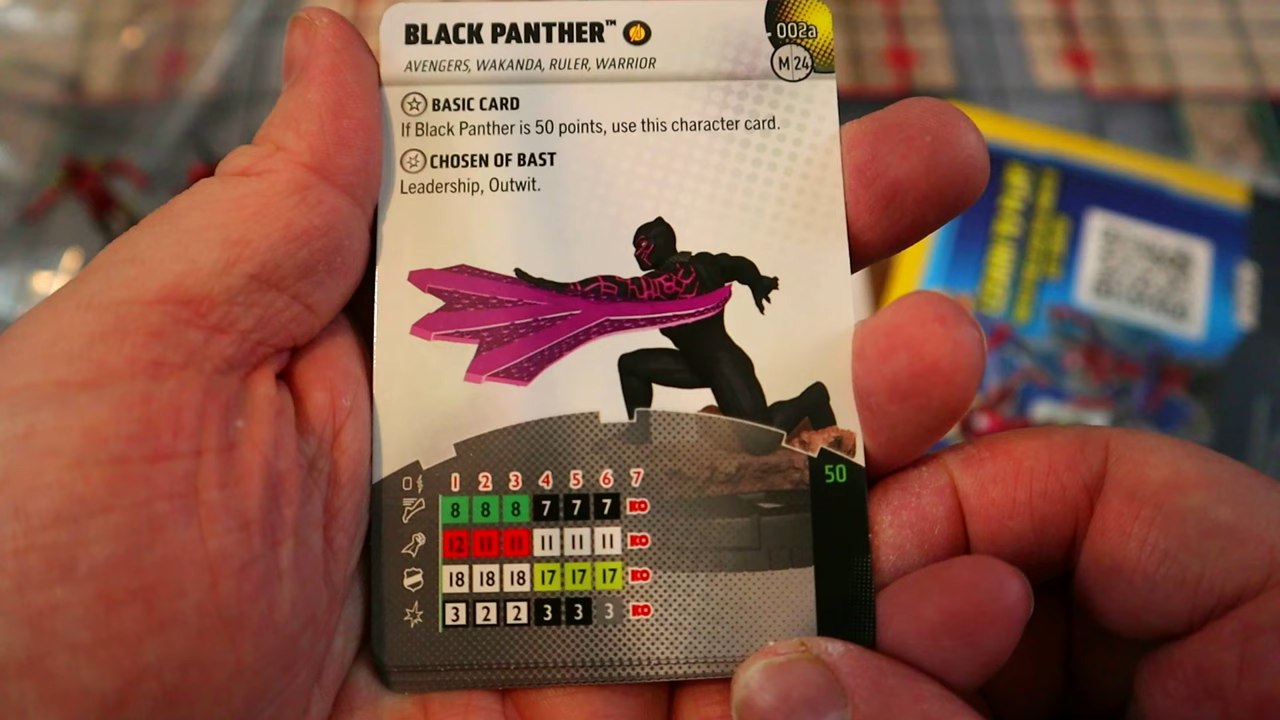 BLACK PANTHER™
002a
AVENGERS, WAKANDA, RULER, WARRIOR
M 24
BASIC CARD
If Black Panther is 50 points, use this character card.
CHOSEN OF BAST
Leadership, Outwit.
50
0 1 2 3 4 5 6 7
8 8 8 7 7 7 KO
12 11 11 11 11 11 KO
18 18 18 17 17 17 KO
3 2 2 3 3 3 KO